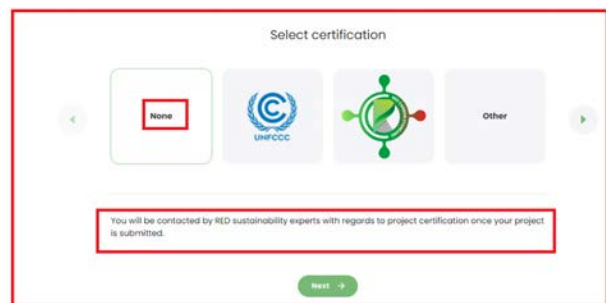 Select certification
None
UNFCCC
Other
You will be contacted by RED sustainability experts with regards to project certification once your project
is submitted.
Next